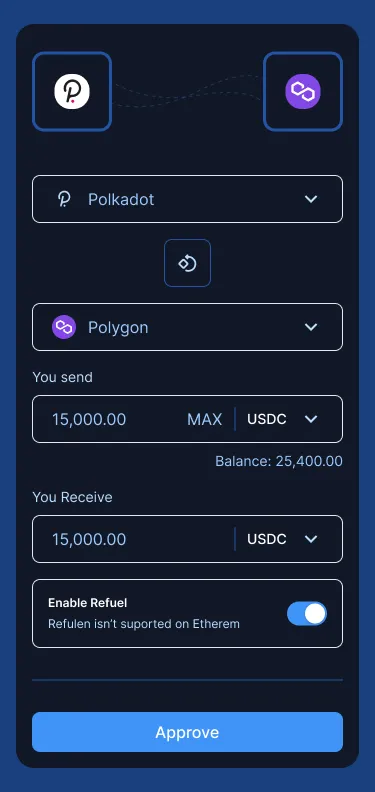 Polkadot
Polygon
You send
15,000.00 MAX USDC
Balance: 25,400.00
You Receive
15,000.00 USDC
Enable Refuel
Refulen isn't suported on Etherem
Approve